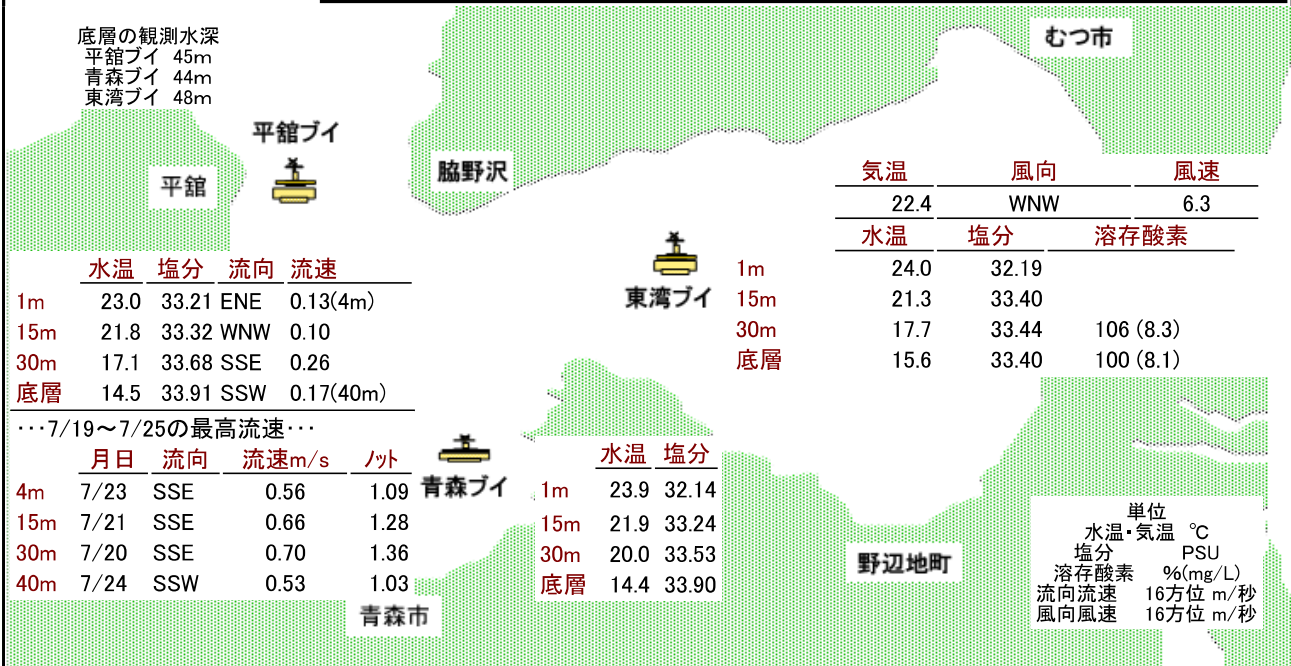 底層の観測水深
平舘ブイ 45m
青森ブイ 44m
東湾ブイ 48m
むつ市
平舘ブイ
平舘
脇野沢
気温 風向 風速
22.4 WNW 6.3
水温 塩分 溶存酸素
1m 24.0 32.19
15m 21.3 33.40
30m 17.7 33.44 106 (8.3)
底層 15.6 33.40 100 (8.1)
東湾ブイ
水温 塩分 流向 流速
1m 23.0 33.21 ENE 0.13(4m)
15m 21.8 33.32 WNW 0.10
30m 17.1 33.68 SSE 0.26
底層 14.5 33.91 SSW 0.17(40m)
･･･7/19～7/25の最高流速･･･
月日 流向 流速m/s ﾉｯﾄ
4m 7/23 SSE 0.56 1.09
15m 7/21 SSE 0.66 1.28
30m 7/20 SSE 0.70 1.36
40m 7/24 SSW 0.53 1.03
青森ブイ
水温 塩分
1m 23.9 32.14
15m 21.9 33.24
30m 20.0 33.53
底層 14.4 33.90
青森市
野辺地町
単位
水温・気温 ℃
塩分 PSU
溶存酸素 %(mg/L)
流向流速 16方位 m/秒
風向風速 16方位 m/秒